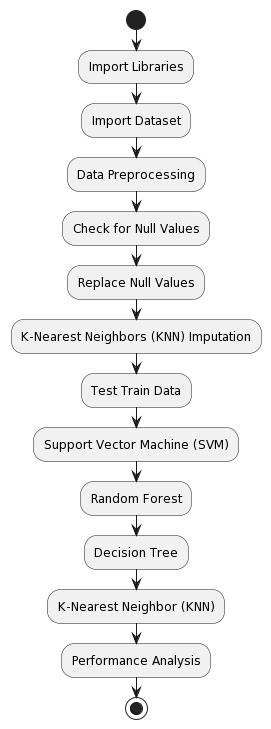 Import Libraries
Import Dataset
Data Preprocessing
Check for Null Values
Replace Null Values
K-Nearest Neighbors (KNN) Imputation
Test Train Data
Support Vector Machine (SVM)
Random Forest
Decision Tree
K-Nearest Neighbor (KNN)
Performance Analysis